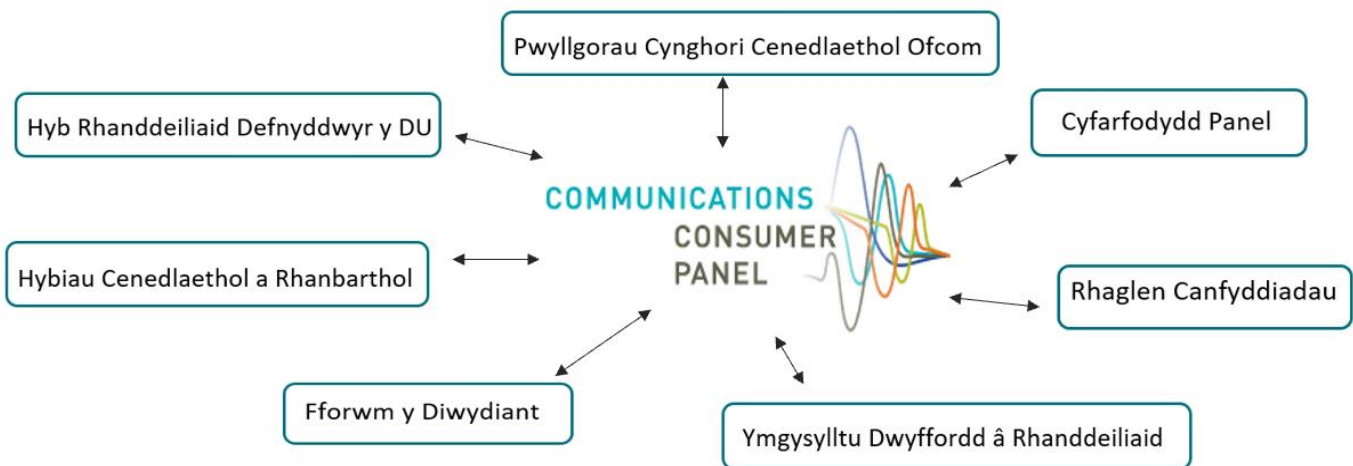 Pwyllgorau Cynghori Cenedlaethol Ofcom
Hyb Rhanddeiliaid Defnyddwyr y DU
Cyfarfodydd Panel
COMMUNICATIONS
CONSUMER
PANEL
Hybiau Cenedlaethol a Rhanbarthol
Rhaglen Canfyddiadau
Fforwm y Diwydiant
Ymgysylltu Dwyffordd â Rhanddeiliaid